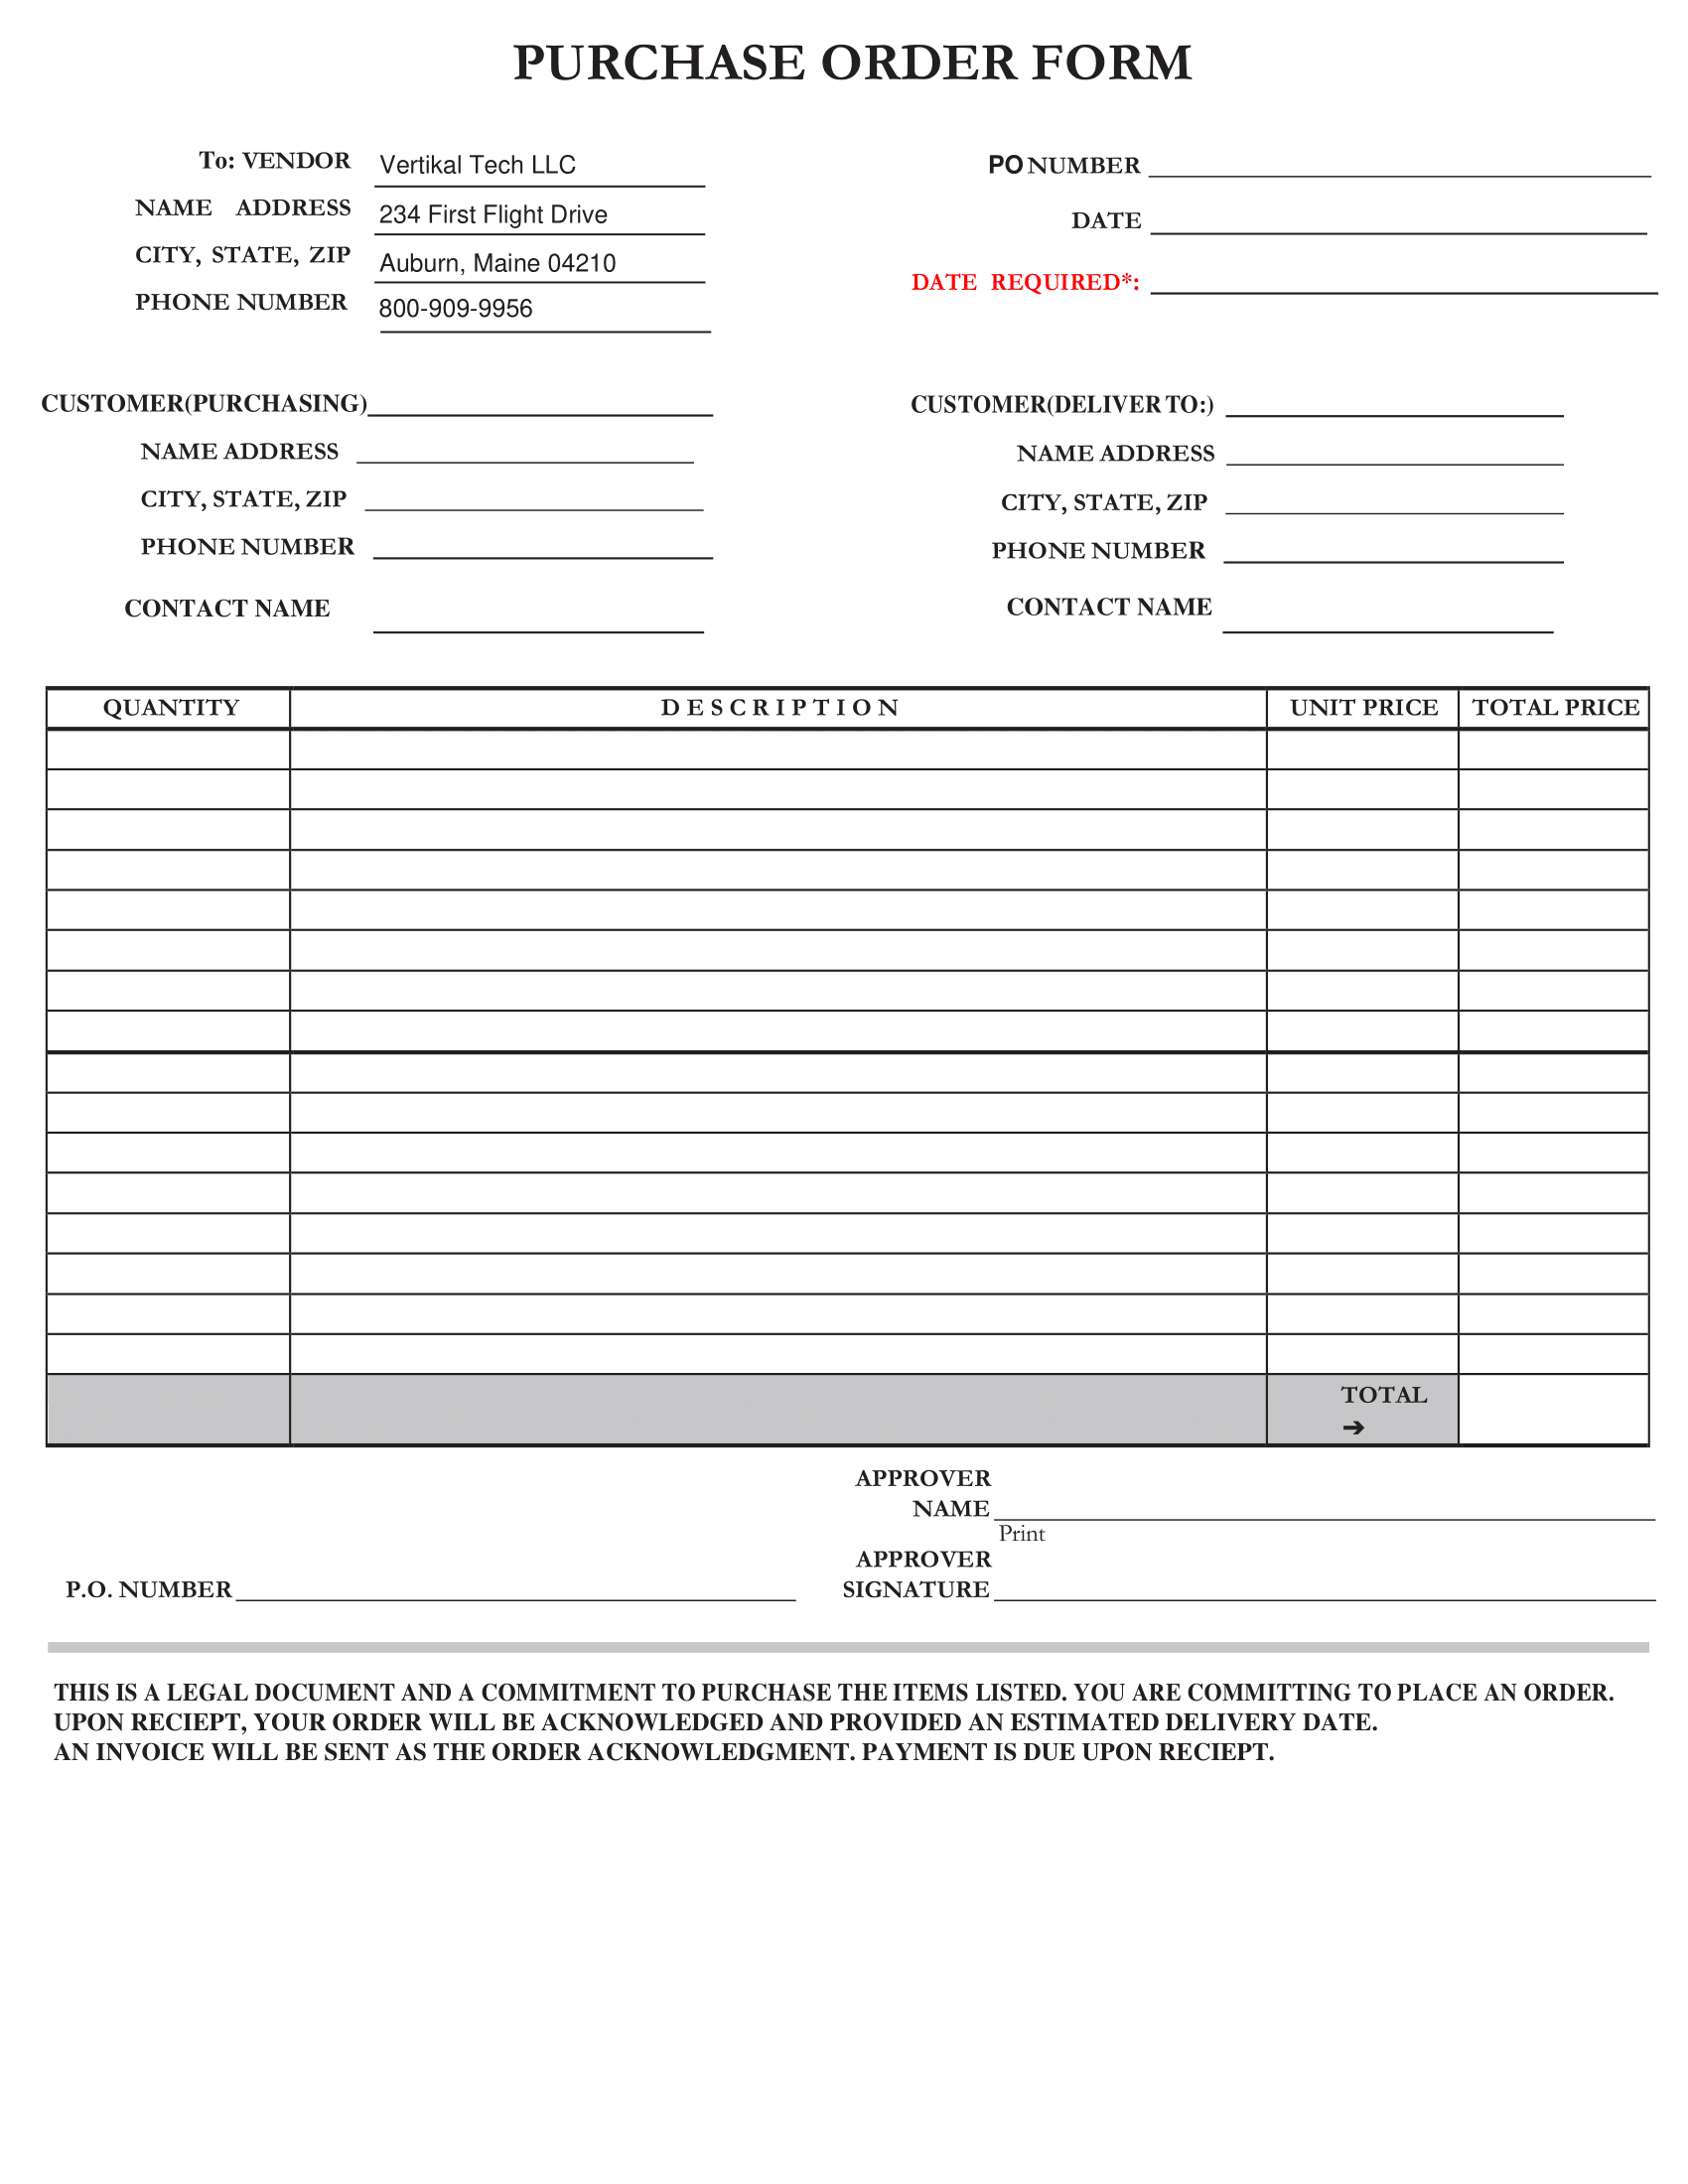 PURCHASE ORDER FORM
To: VENDOR Vertikal Tech LLC
NAME ADDRESS 234 First Flight Drive
CITY, STATE, ZIP Auburn, Maine 04210
PHONE NUMBER 800-909-9956
PO NUMBER
DATE
DATE REQUIRED*:
CUSTOMER(PURCHASING)
NAME ADDRESS
CITY, STATE, ZIP
PHONE NUMBER
CONTACT NAME
CUSTOMER(DELIVER TO:)
NAME ADDRESS
CITY, STATE, ZIP
PHONE NUMBER
CONTACT NAME
QUANTITY DESCRIPTION UNIT PRICE TOTAL PRICE
TOTAL
➔
APPROVER
NAME
Print
APPROVER
P.O. NUMBER SIGNATURE
THIS IS A LEGAL DOCUMENT AND A COMMITMENT TO PURCHASE THE ITEMS LISTED. YOU ARE COMMITTING TO PLACE AN ORDER.
UPON RECIEPT, YOUR ORDER WILL BE ACKNOWLEDGED AND PROVIDED AN ESTIMATED DELIVERY DATE.
AN INVOICE WILL BE SENT AS THE ORDER ACKNOWLEDGMENT. PAYMENT IS DUE UPON RECIEPT.